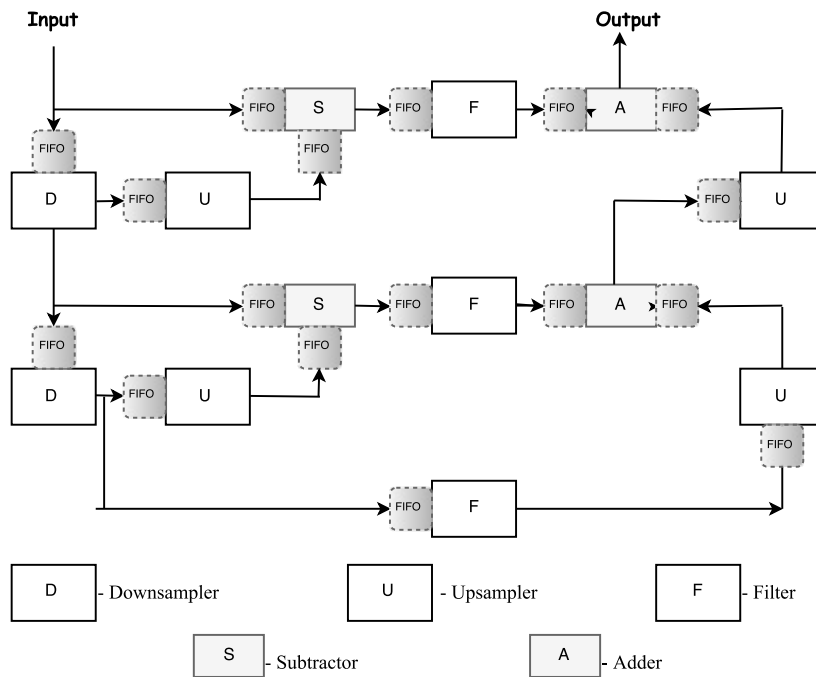 Input Output
FIFO S FIFO F FIFO A FIFO
FIFO FIFO
D FIFO U FIFO U
FIFO S FIFO F FIFO A FIFO
FIFO FIFO
D FIFO U U
FIFO
FIFO F
D - Downsampler U - Upsampler F - Filter
S - Subtractor A - Adder